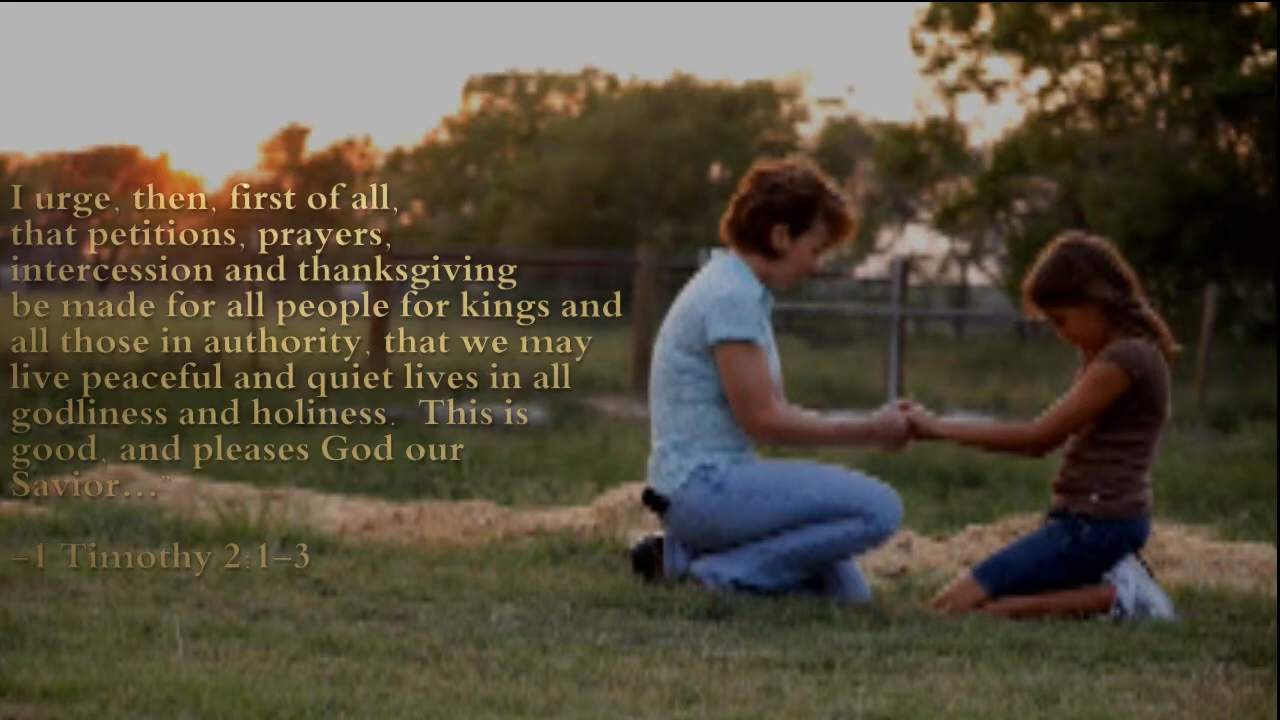 I urge, then, first of all,
that petitions, prayers,
intercession and thanksgiving
be made for all people for kings and
all those in authority, that we may
live peaceful and quiet lives in all
godliness and holiness.  This is
good, and pleases God our
Savior..."
–1 Timothy 2:1–3